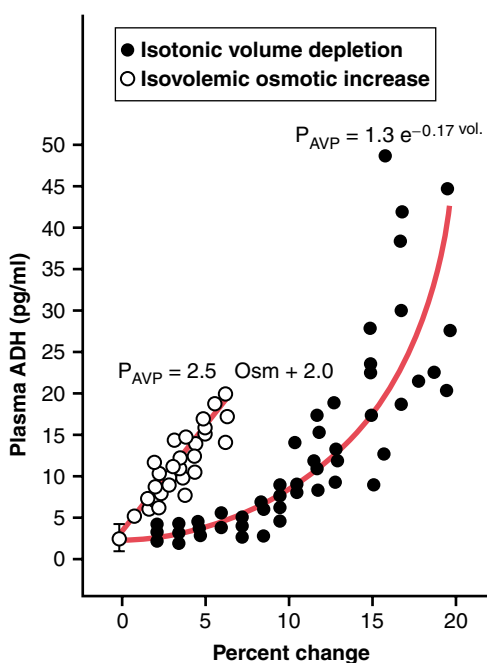 Isotonic volume depletion
Isovolemic osmotic increase
P_AVP = 1.3 e^–0.17 vol.
P_AVP = 2.5 Osm + 2.0
Plasma ADH (pg/ml)
50
45
40
35
30
25
20
15
10
5
0
0 5 10 15 20
Percent change